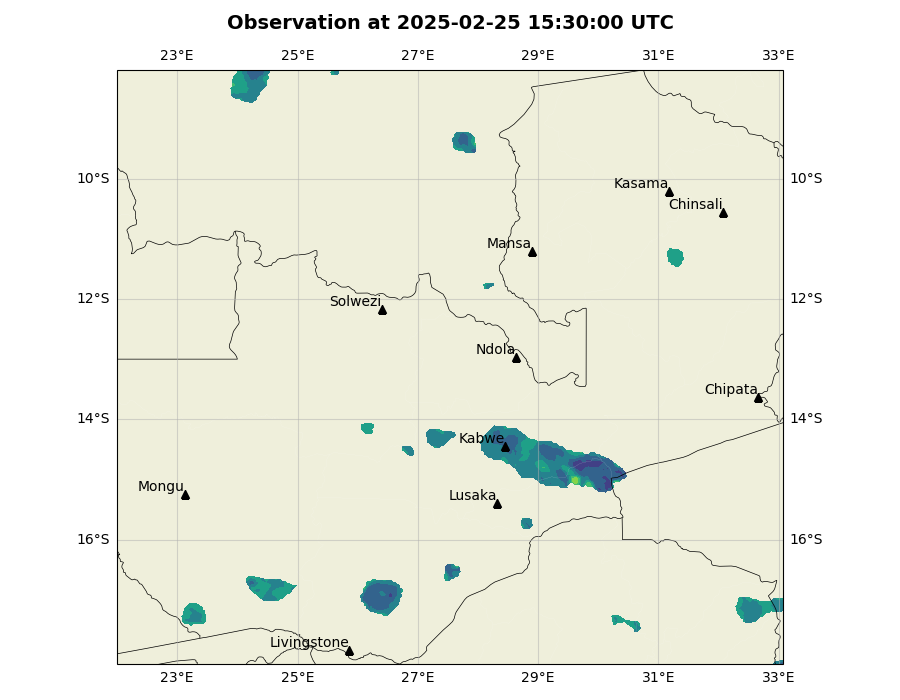 Observation at 2025-02-25 15:30:00 UTC
23°E 25°E 27°E 29°E 31°E 33°E
10°S 10°S
Kasama
Chinsali
Mansa
12°S 12°S
Solwezi
Ndola
Chipata
14°S 14°S
Kabwe
Mongu
Lusaka
16°S 16°S
Livingstone
23°E 25°E 27°E 29°E 31°E 33°E